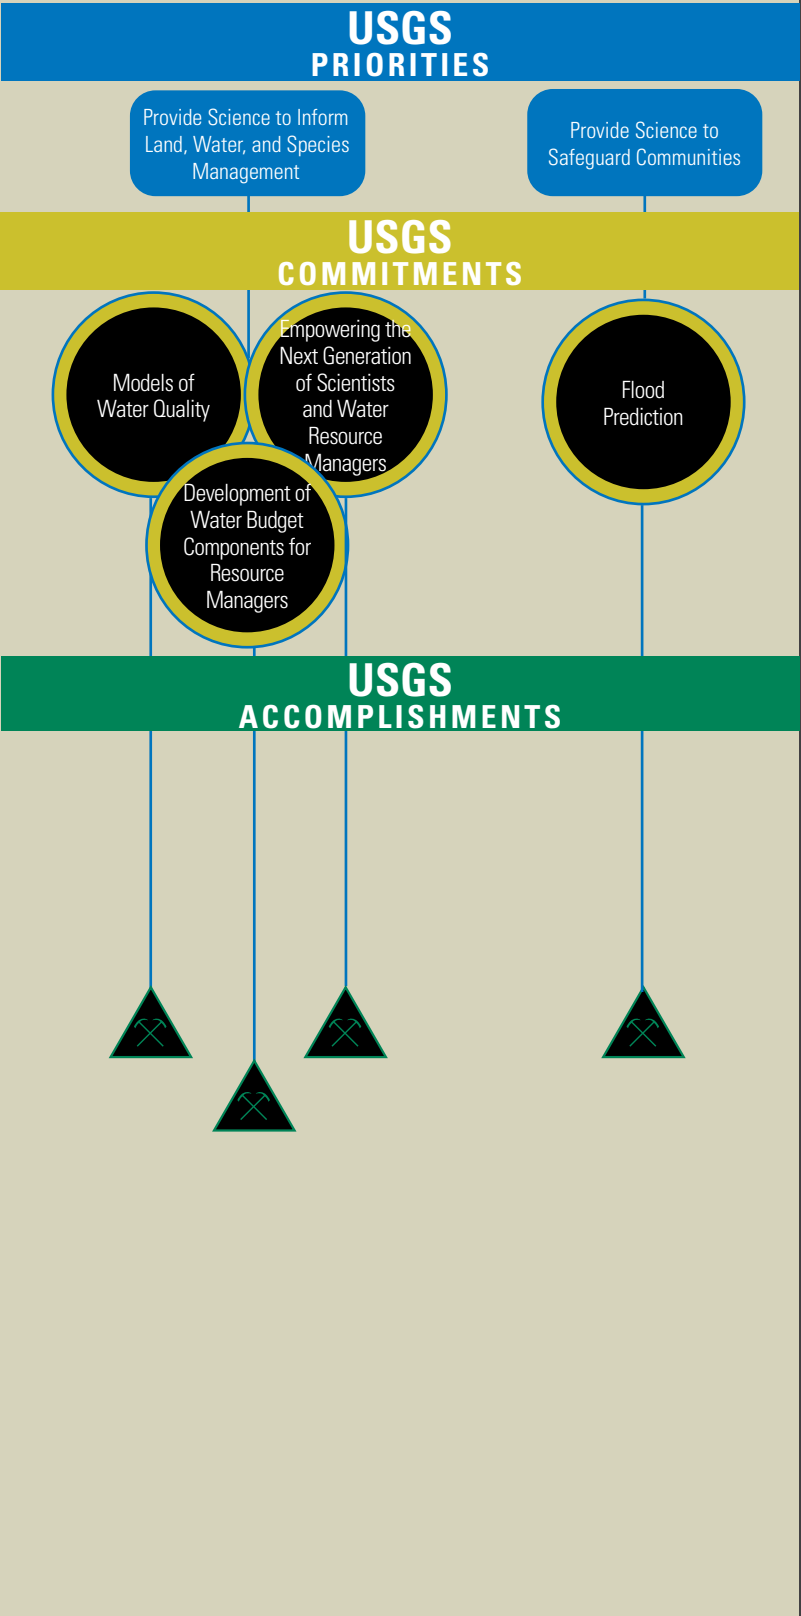 USGS
PRIORITIES
Provide Science to Inform
Land, Water, and Species
Management
Provide Science to
Safeguard Communities
USGS
COMMITMENTS
Models of
Water Quality
Empowering the
Next Generation
of Scientists
and Water
Resource
Managers
Flood
Prediction
Development of
Water Budget
Components for
Resource
Managers
USGS
ACCOMPLISHMENTS